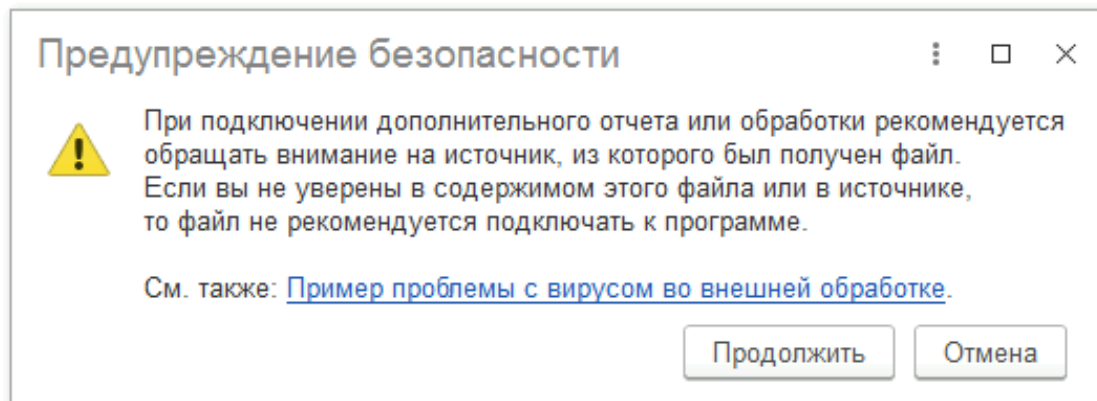 Предупреждение безопасности
При подключении дополнительного отчета или обработки рекомендуется
обращать внимание на источник, из которого был получен файл.
Если вы не уверены в содержимом этого файла или в источнике,
то файл не рекомендуется подключать к программе.
См. также: Пример проблемы с вирусом во внешней обработке.
Продолжить Отмена